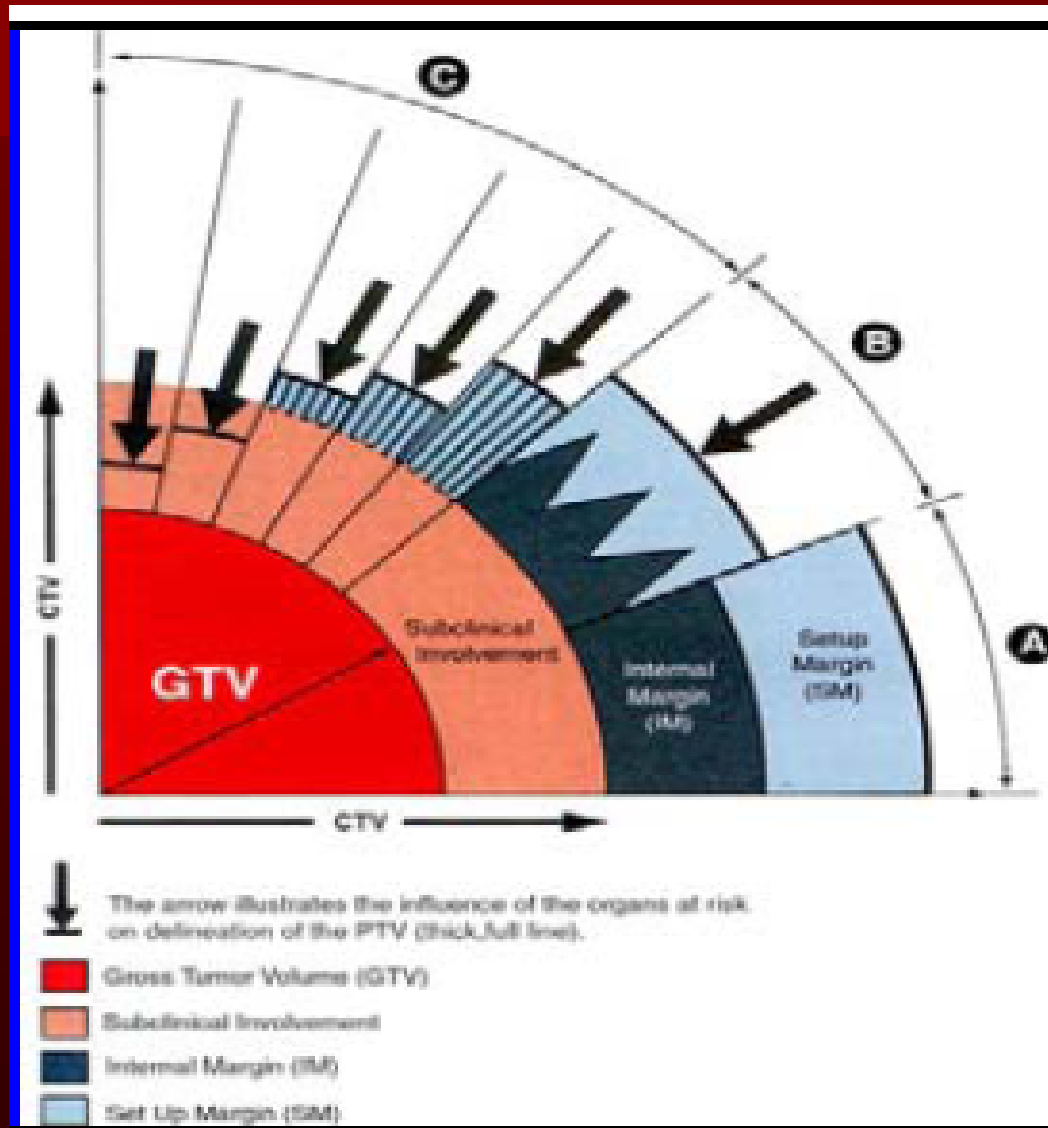 C
B
A
CTV
GTV
Subclinical
Involvement
Internal
Margin
(IM)
Setup
Margin
(SM)
CTV
The arrow illustrates the influence of the organs at risk
on delineation of the PTV (thick,full line).
Gross Tumor Volume (GTV)
Subclinical Involvement
Internal Margin (IM)
Set Up Margin (SM)